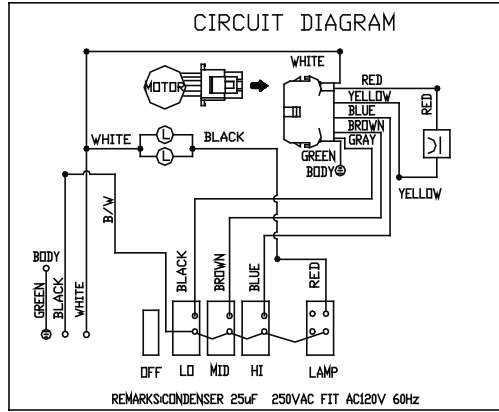 CIRCUIT DIAGRAM
WHITE
MOTOR
RED
YELLOW
BLUE
BROWN
GRAY
RED
GREEN
BODY
YELLOW
WHITE
L
L
BLACK
B/W
BODY
GREEN
BLACK
WHITE
BLACK
BROWN
BLUE
RED
OFF
LO
MID
HI
LAMP
REMARKS:CONDENSER 25uF 250VAC FIT AC120V 60Hz